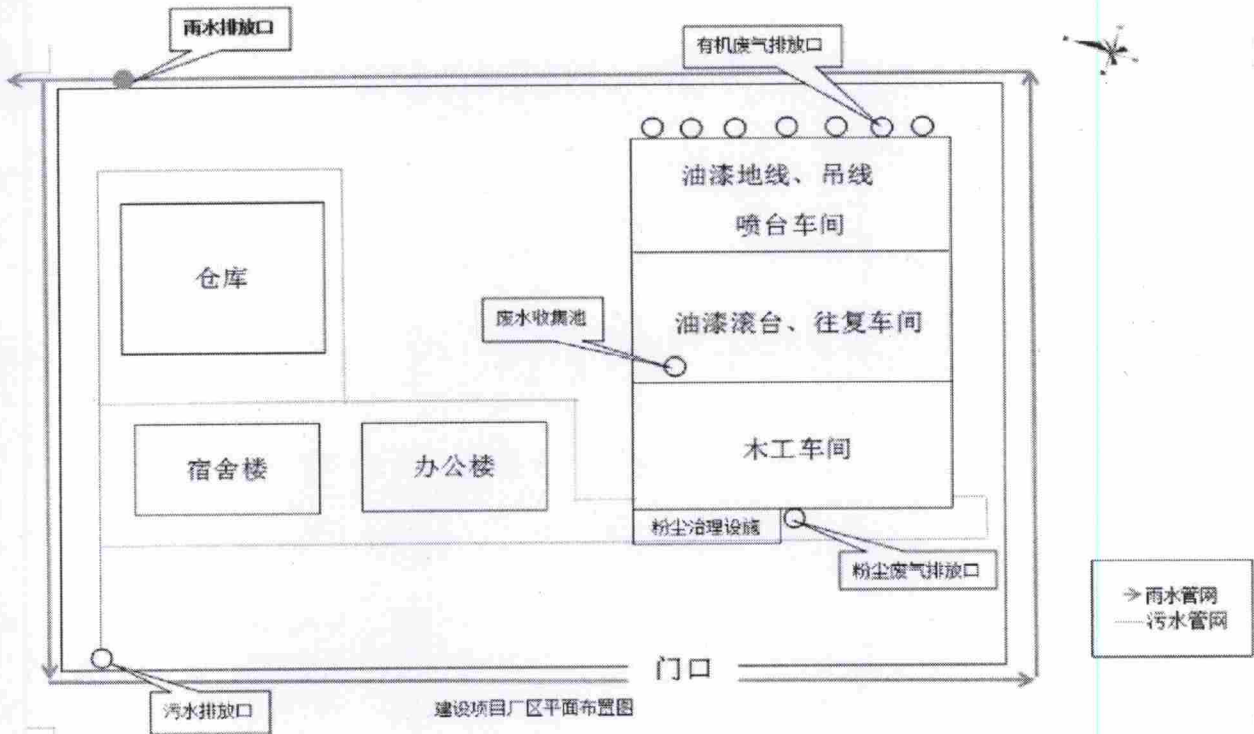 雨水排放口
有机废气排放口
油漆地线、吊线
喷台车间
仓库
废水收集池
油漆滚台、往复车间
宿舍楼
办公楼
木工车间
粉尘治理设施
粉尘废气排放口
雨水管网
污水管网
门口
污水排放口
建设项目厂区平面布置图